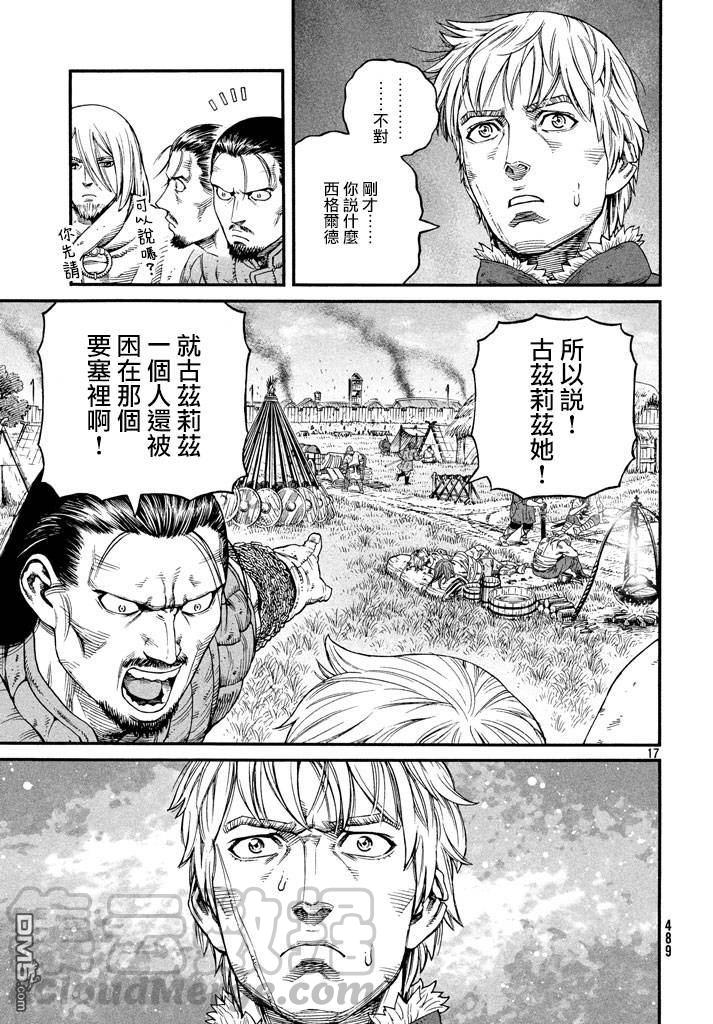 ………
……不對
剛才……
你說什麼
西格爾德
可以說嗎？
你先請
所以說！
古茲莉茲她！
就古茲莉茲
一個人還被
困在那個
要塞裡啊！
17
489
DM5.com
iCloudMeme.com